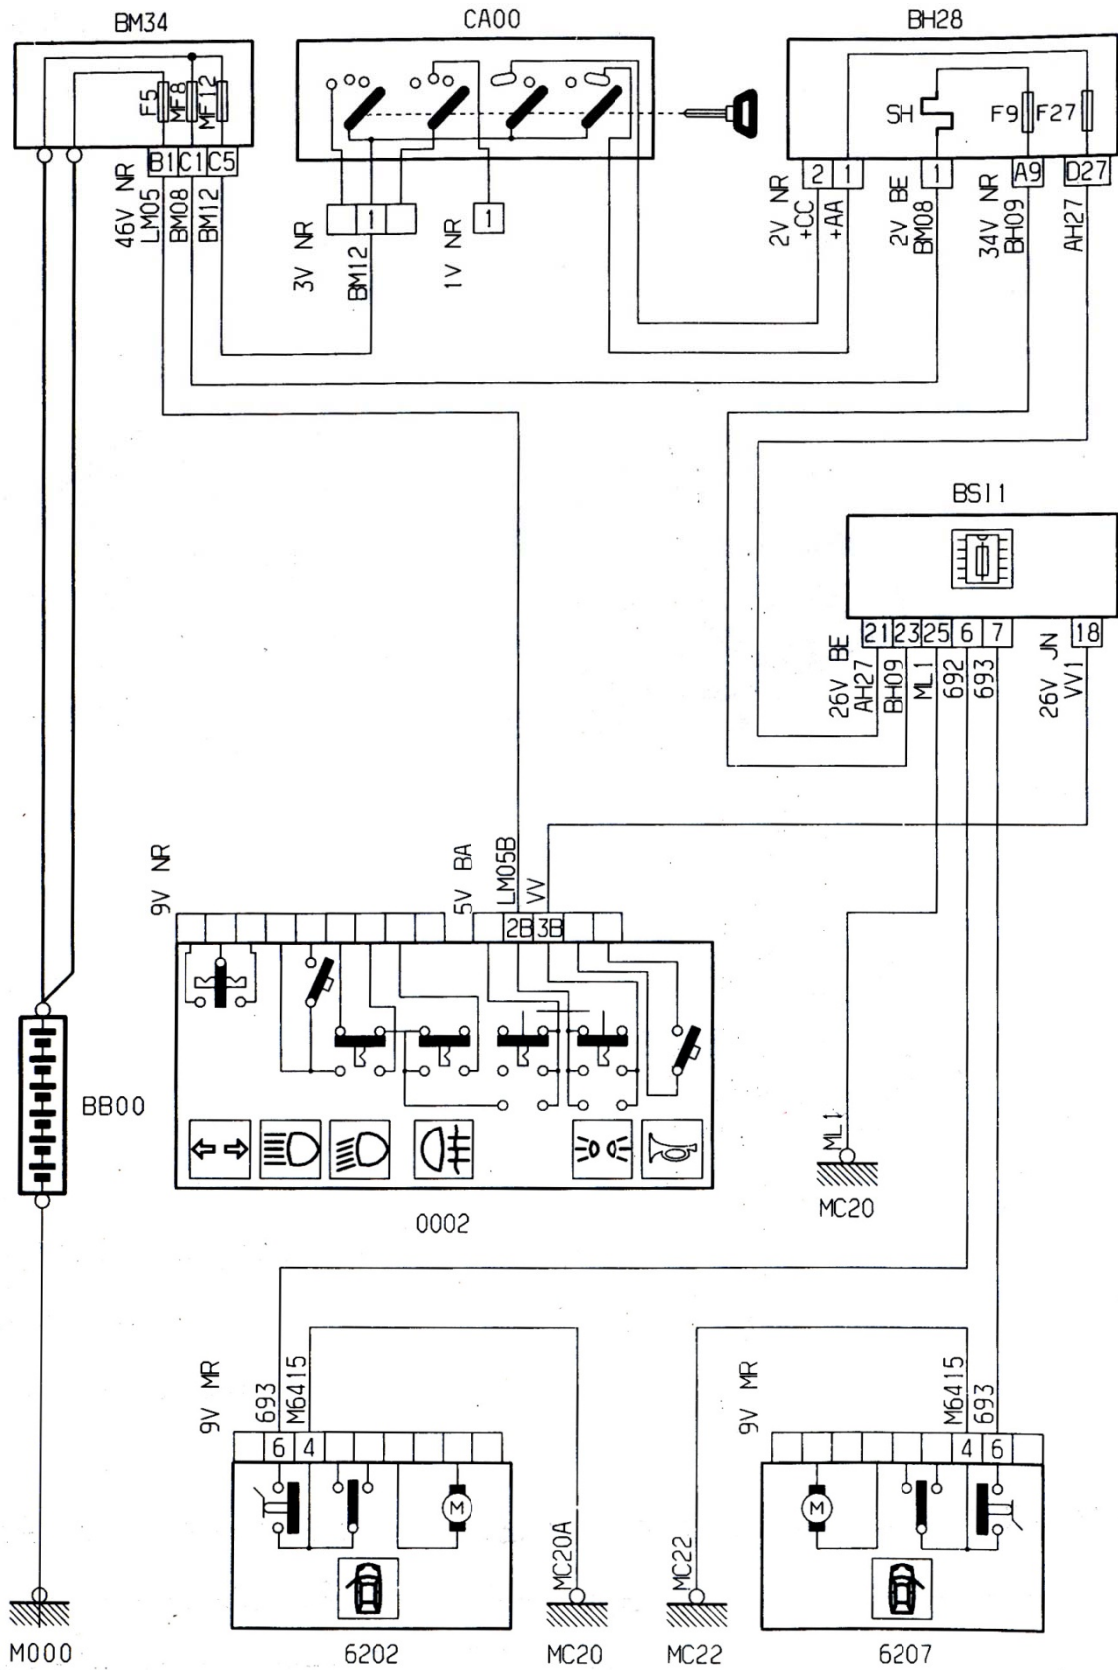 BM34
CA00
BH28
F5
MF8
MF12
SH
F9
F27
B1
C1
C5
1
1
2
1
1
A9
D27
46V NR
LM05
BM08
BM12
3V NR
BM12
1V NR
2V NR
+CC
+AA
2V BE
BM08
34V NR
BH09
AH27
BSI1
21
23
25
6
7
18
26V BE
AH27
BH09
ML1
692
693
26V JN
VV1
9V NR
5V BA
LM05B
VV
2B
3B
BB00
0002
ML1
MC20
9V MR
693
M6415
6
4
M
6202
MC20A
MC20
MC22
MC22
9V MR
M6415
693
4
6
M
6207
M000